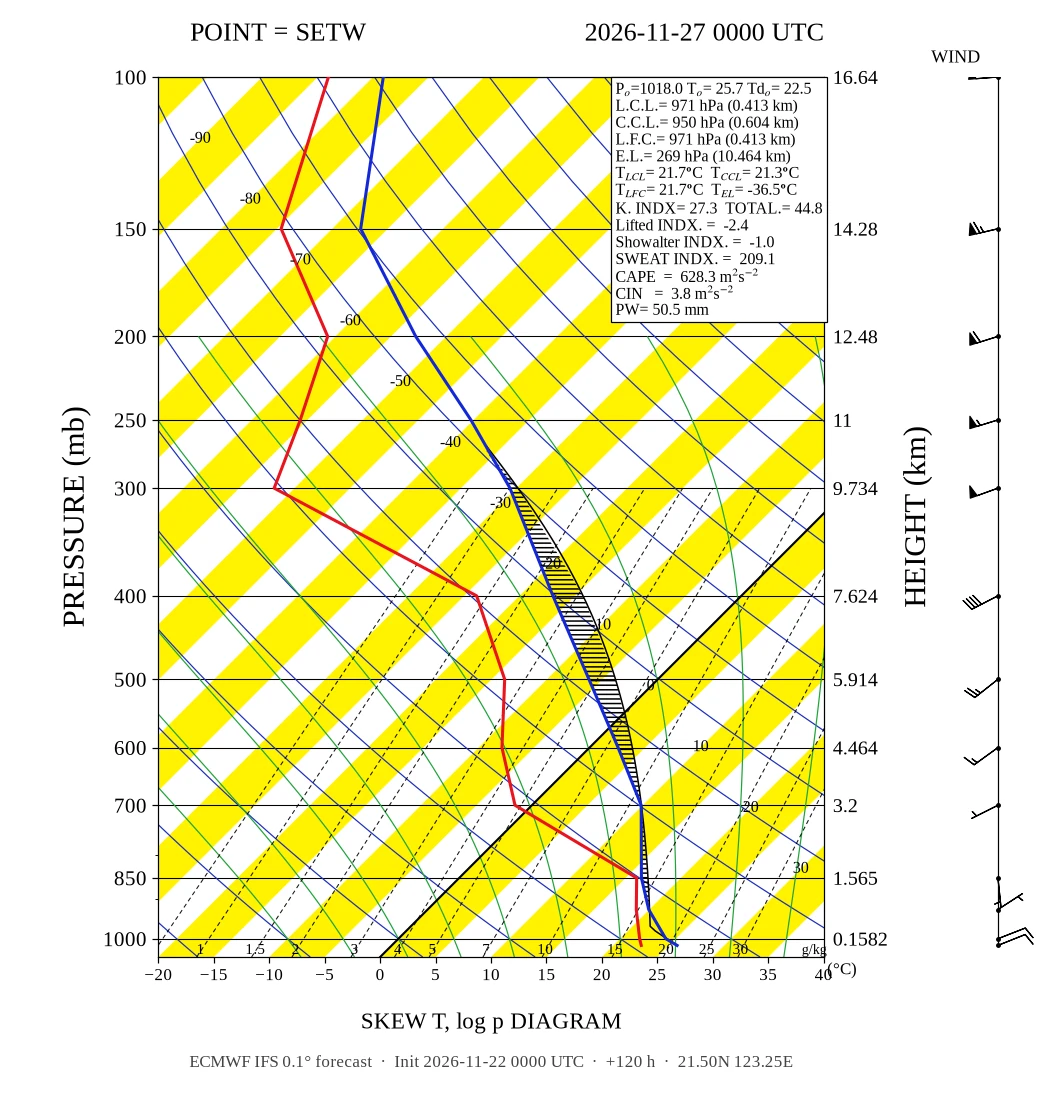 POINT = SETW 2026-11-27 0000 UTC
WIND
100 16.64
Pₒ=1018.0 Tₒ= 25.7 Tdₒ= 22.5
L.C.L.= 971 hPa (0.413 km)
C.C.L.= 950 hPa (0.604 km)
L.F.C.= 971 hPa (0.413 km)
E.L.= 269 hPa (10.464 km)
T_LCL= 21.7°C T_CCL= 21.3°C
T_LFC= 21.7°C T_EL= -36.5°C
K. INDX= 27.3 TOTAL.= 44.8
Lifted INDX. = -2.4
Showalter INDX. = -1.0
SWEAT INDX. = 209.1
CAPE = 628.3 m²s⁻²
CIN = 3.8 m²s⁻²
PW= 50.5 mm
-90
-80
150 14.28
-70
-60
200 12.48
-50
250 11
-40
300 9.734
-30
-20
400 7.624
-10
500 5.914
0
600 4.464
10
700 3.2
20
850 1.565
30
1000 0.1582
PRESSURE (mb)
HEIGHT (km)
1 1.5 2 3 4 5 7 10 15 20 25 30 g/kg
−20 −15 −10 −5 0 5 10 15 20 25 30 35 40 (°C)
SKEW T, log p DIAGRAM
ECMWF IFS 0.1° forecast · Init 2026-11-22 0000 UTC · +120 h · 21.50N 123.25E